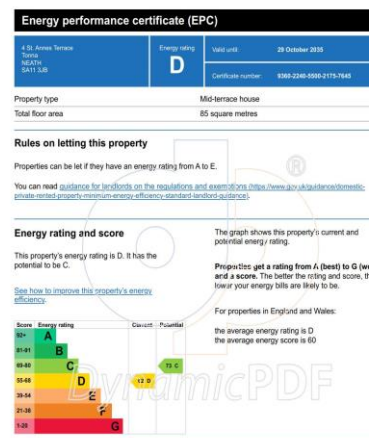 Energy performance certificate (EPC)
4 St. Annes Terrace
Tonna
NEATH
SA11 3JB
Energy rating
D
Valid until: 29 October 2035
Certificate number: 9360-2240-5500-2175-7645
Property type Mid-terrace house
Total floor area 85 square metres
Rules on letting this property
Properties can be let if they have an energy rating from A to E.
You can read guidance for landlords on the regulations and exemptions (https://www.gov.uk/guidance/domestic-
private-rented-property-minimum-energy-efficiency-standard-landlord-guidance).
Energy rating and score
This property's energy rating is D. It has the
potential to be C.
See how to improve this property's energy
efficiency.
The graph shows this property's current and
potential energy rating.
Properties get a rating from A (best) to G (wo
and a score. The better the rating and score, th
lower your energy bills are likely to be.
For properties in England and Wales:
the average energy rating is D
the average energy score is 60
Score Energy rating Current Potential
92+ A
81-91 B
69-80 C 73 C
55-68 D D
39-54 E
21-38 F
1-20 G
DynamicPDF
®